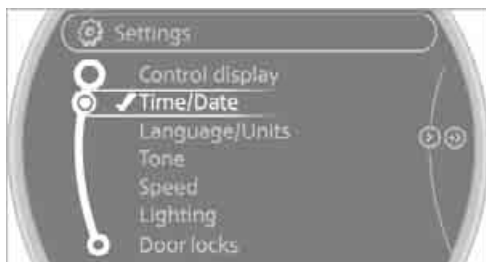 Settings
Control display
Time/Date
Language/Units
Tone
Speed
Lighting
Door locks